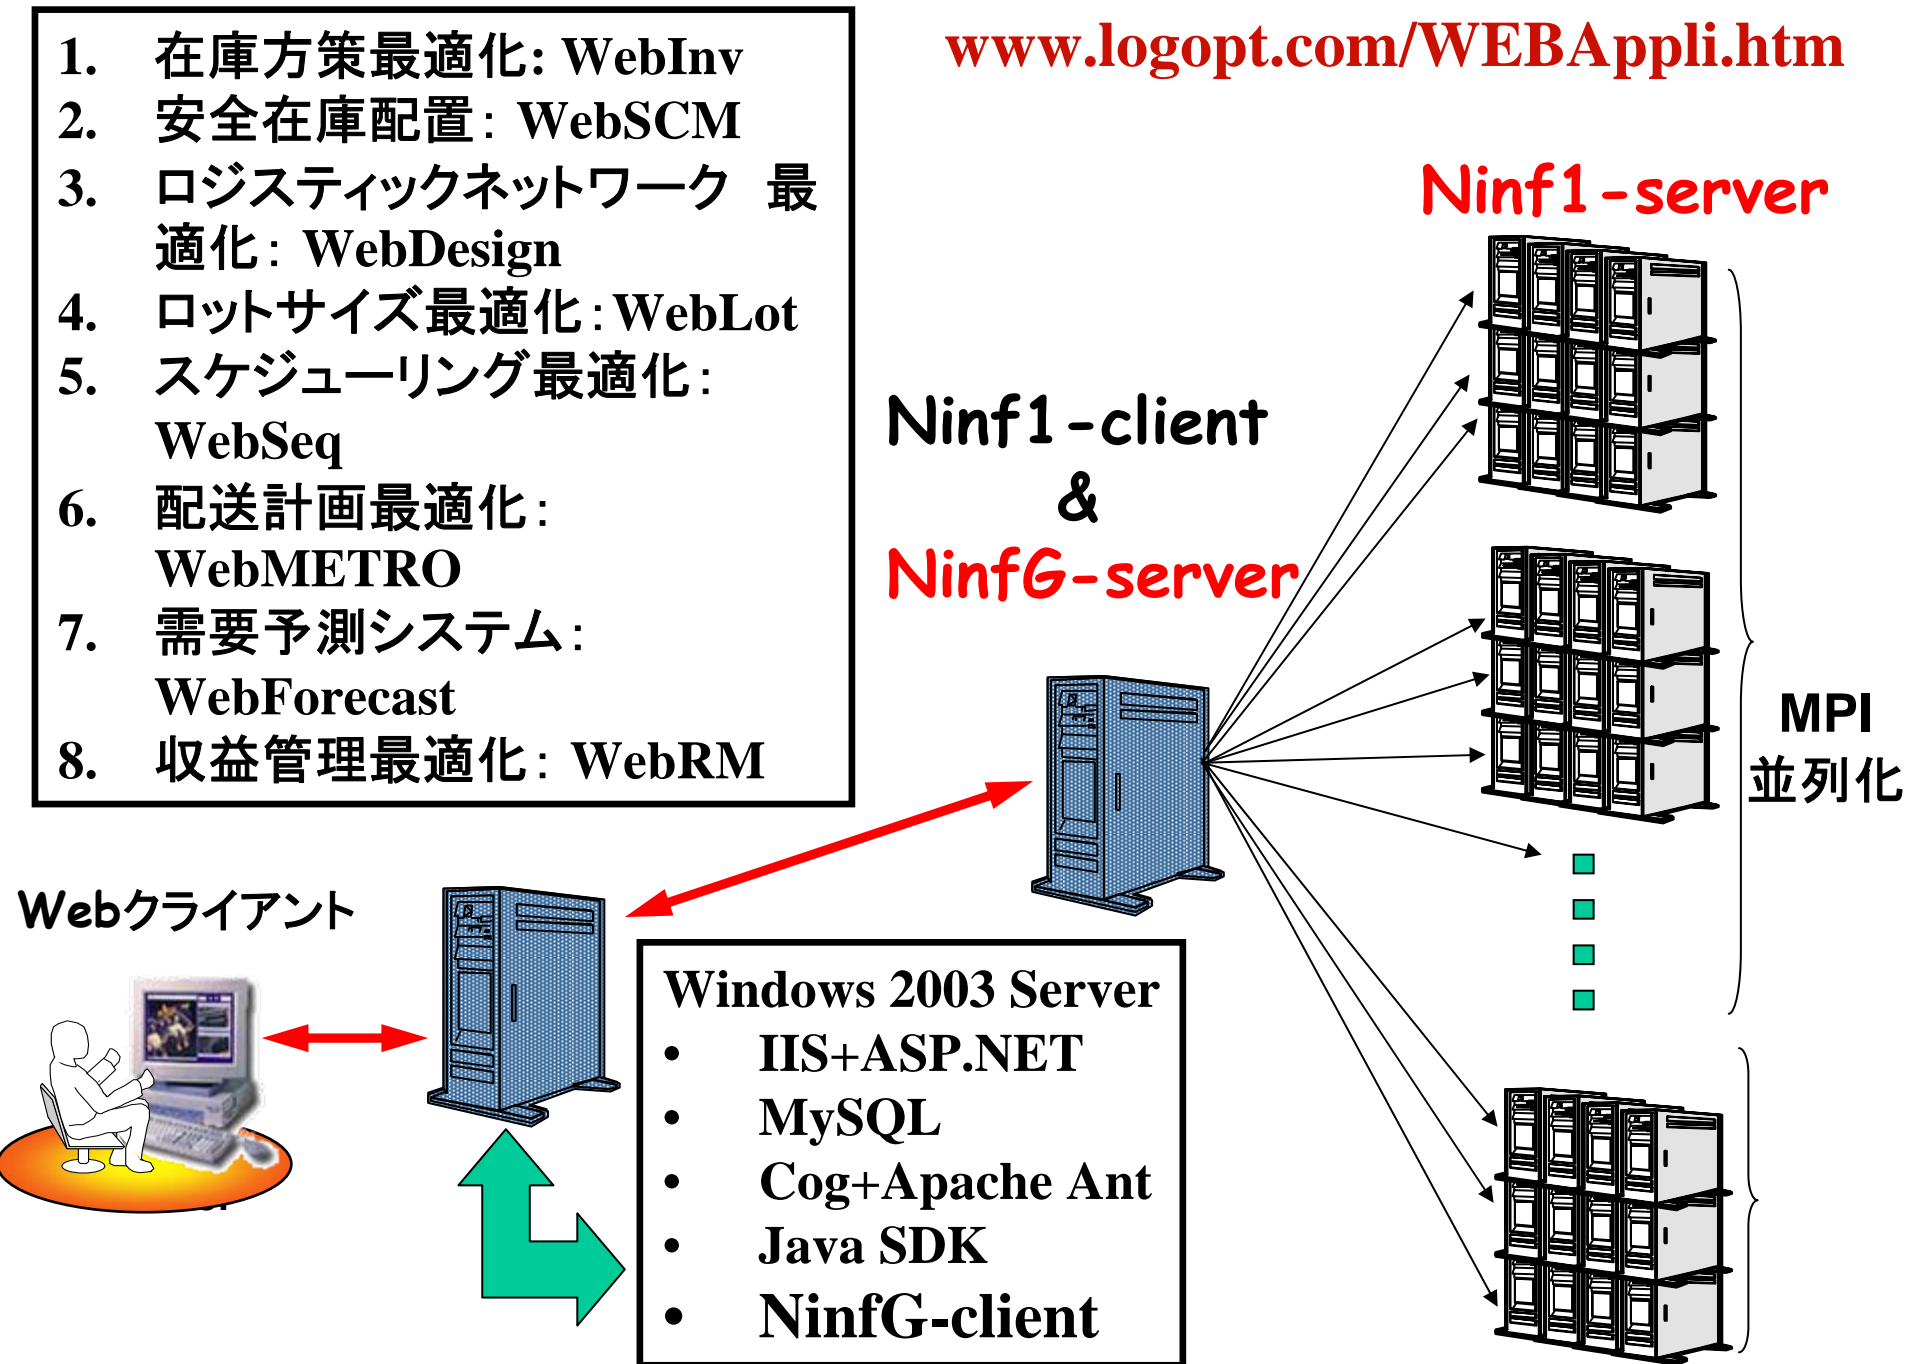 1. 在庫方策最適化: WebInv
2. 安全在庫配置： WebSCM
3. ロジスティックネットワーク　最
適化： WebDesign
4. ロットサイズ最適化：WebLot
5. スケジューリング最適化：
WebSeq
6. 配送計画最適化：
WebMETRO
7. 需要予測システム：
WebForecast
8. 収益管理最適化： WebRM
www.logopt.com/WEBAppli.htm
Ninf1-server
Ninf1-client
&
NinfG-server
MPI
並列化
Webクライアント
Windows 2003 Server
• IIS+ASP.NET
• MySQL
• Cog+Apache Ant
• Java SDK
• NinfG-client